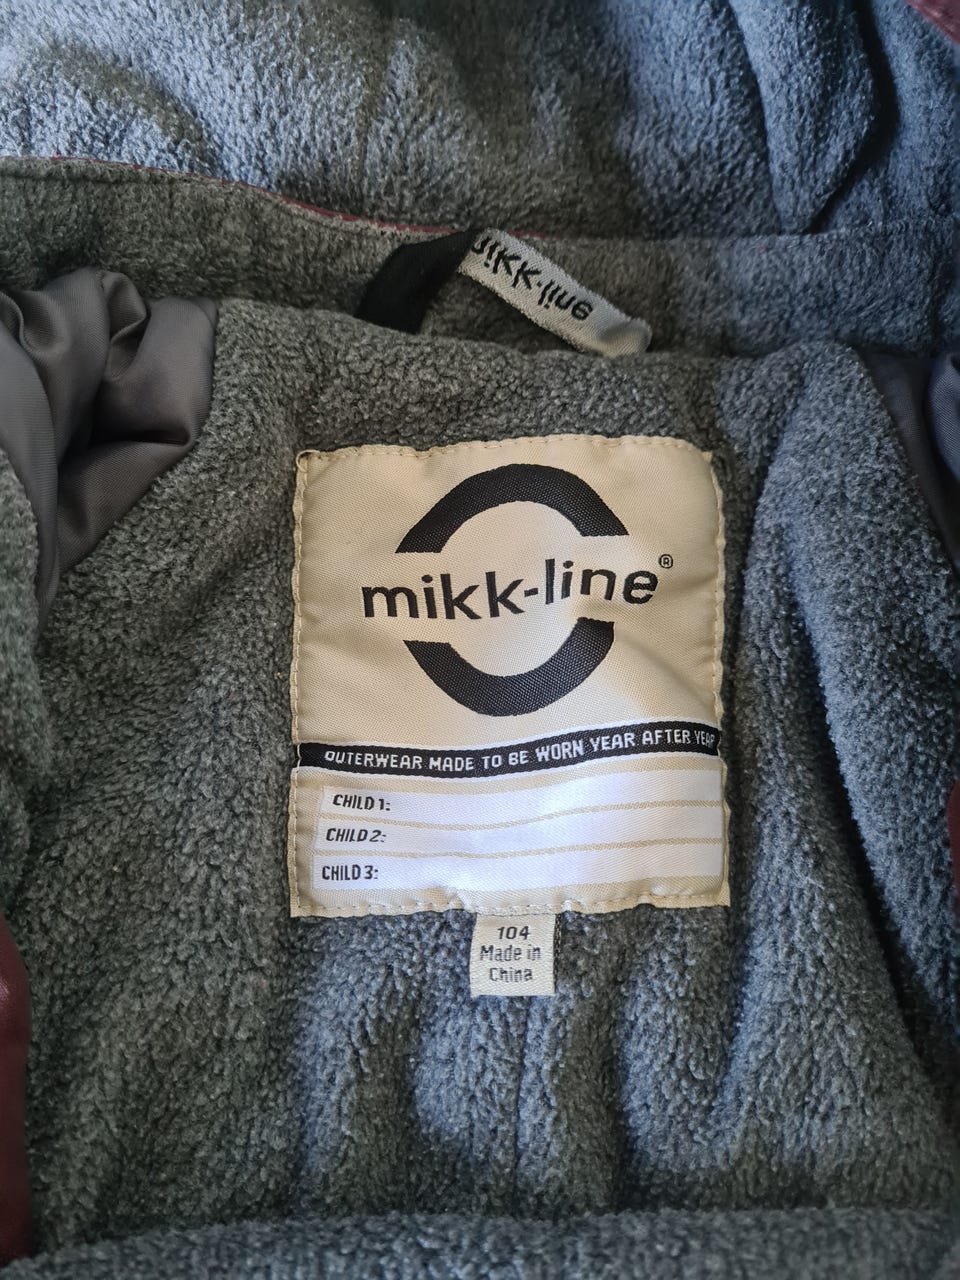 mikk-line
mikk-line®
OUTERWEAR MADE TO BE WORN YEAR AFTER YEAR
CHILD 1:
CHILD 2:
CHILD 3:
104
Made in
China